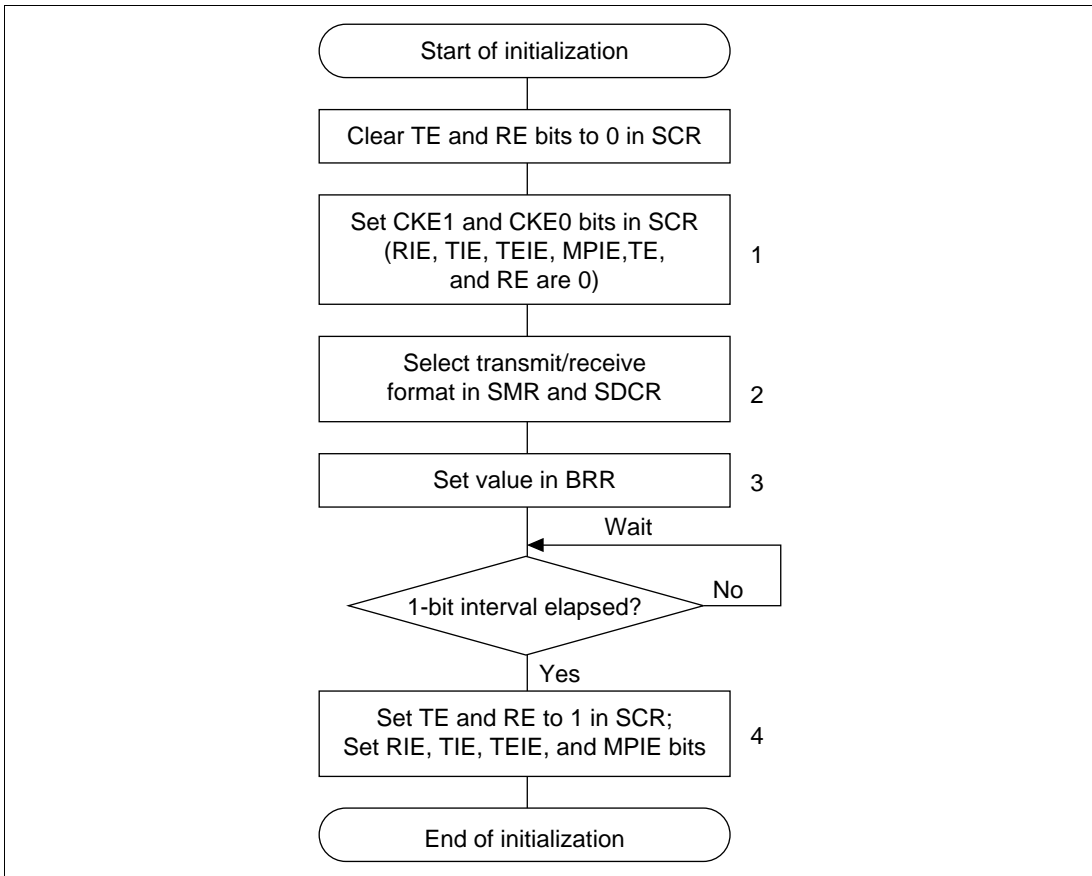 Start of initialization
Clear TE and RE bits to 0 in SCR
Set CKE1 and CKE0 bits in SCR
(RIE, TIE, TEIE, MPIE,TE,
and RE are 0)
1
Select transmit/receive
format in SMR and SDCR
2
Set value in BRR
3
Wait
1-bit interval elapsed?
No
Yes
Set TE and RE to 1 in SCR;
Set RIE, TIE, TEIE, and MPIE bits
4
End of initialization